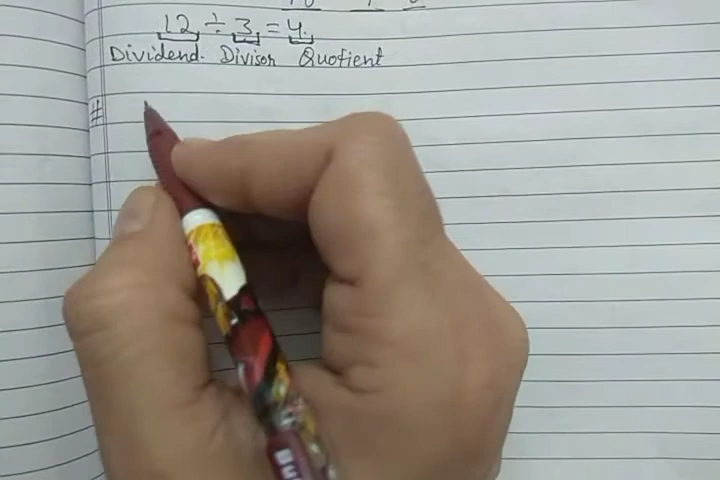 12 ÷ 3 = 4.
Dividend. Divisor Quotient
#